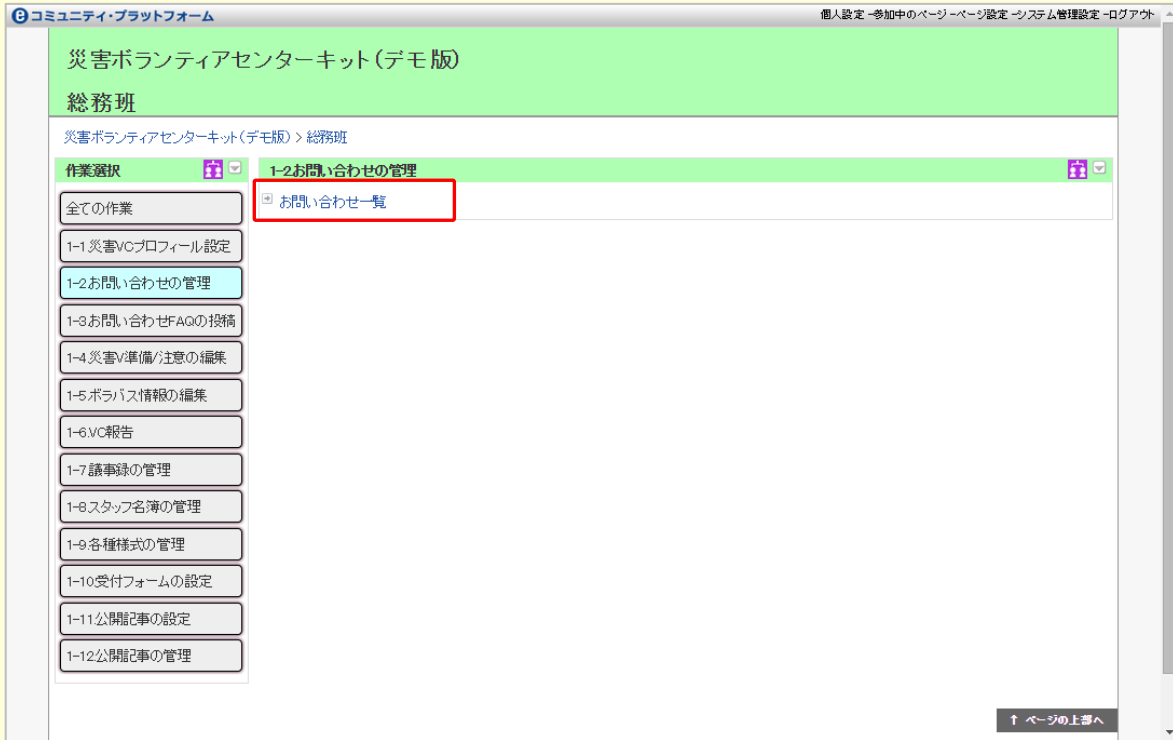 eコミュニティ・プラットフォーム
個人設定 -参加中のページ -ページ設定 -システム管理設定 -ログアウト
災害ボランティアセンターキット(デモ版)
総務班
災害ボランティアセンターキット(デモ版) > 総務班
作業選択
全ての作業
1-1災害VCプロフィール設定
1-2お問い合わせの管理
1-3お問い合わせFAQの投稿
1-4災害V準備/注意の編集
1-5ボラバス情報の編集
1-6.VC報告
1-7議事録の管理
1-8.スタッフ名簿の管理
1-9.各種様式の管理
1-10受付フォームの設定
1-11.公開記事の設定
1-12.公開記事の管理
1-2お問い合わせの管理
お問い合わせ一覧
↑ ページの上部へ